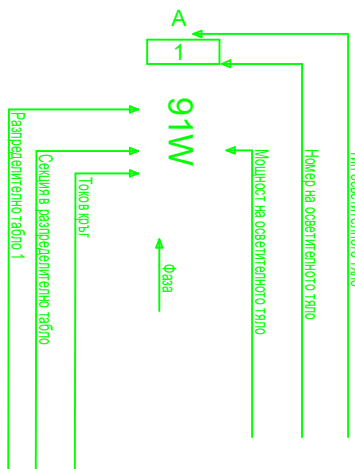 A
1
91W
Номер на осветителното тяло
Мощност на осветителното тяло
Фаза
Токов кръг
Секция в разпределително табло
Разпределително табло 1